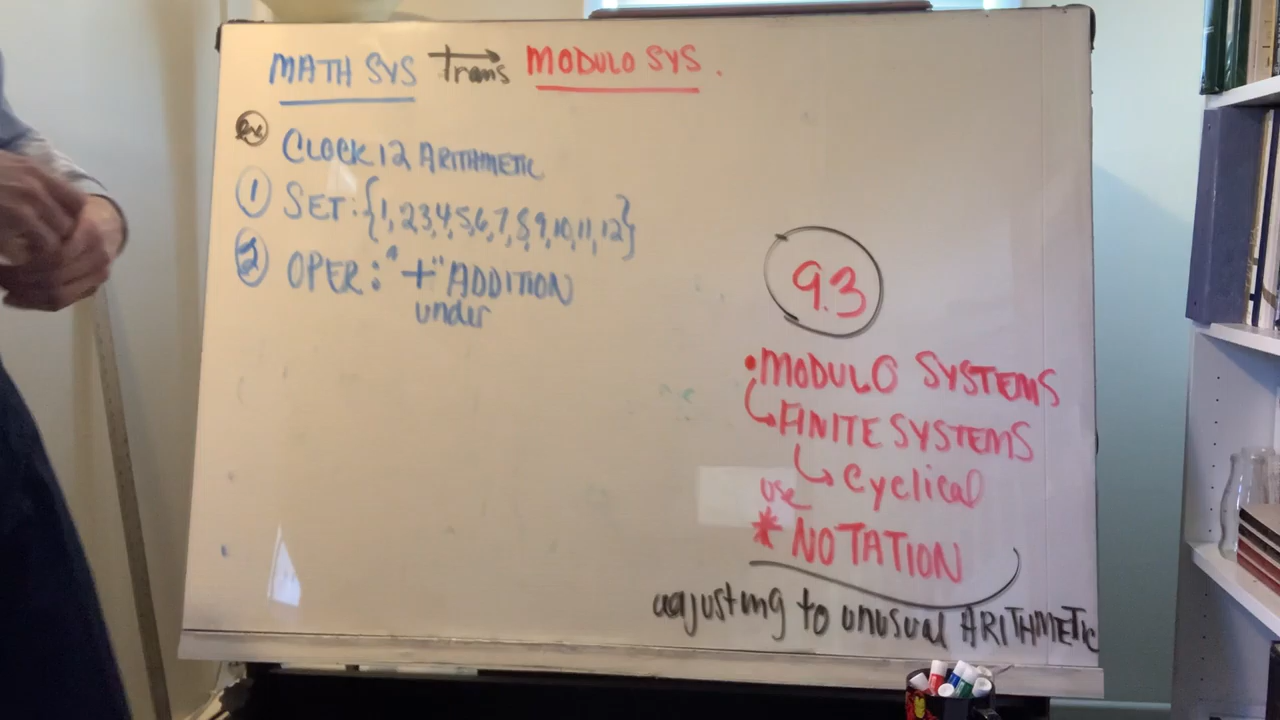 MATH SYS trans MODULO SYS.
CLOCK 12 ARITHMETIC
1 SET: {1,2,3,4,5,6,7,8,9,10,11,12}
2 OPER: "+" ADDITION
under
9.3
• MODULO SYSTEMS
FINITE SYSTEMS
Cyclical
use
* NOTATION
adjusting to unusual ARITHMETIC